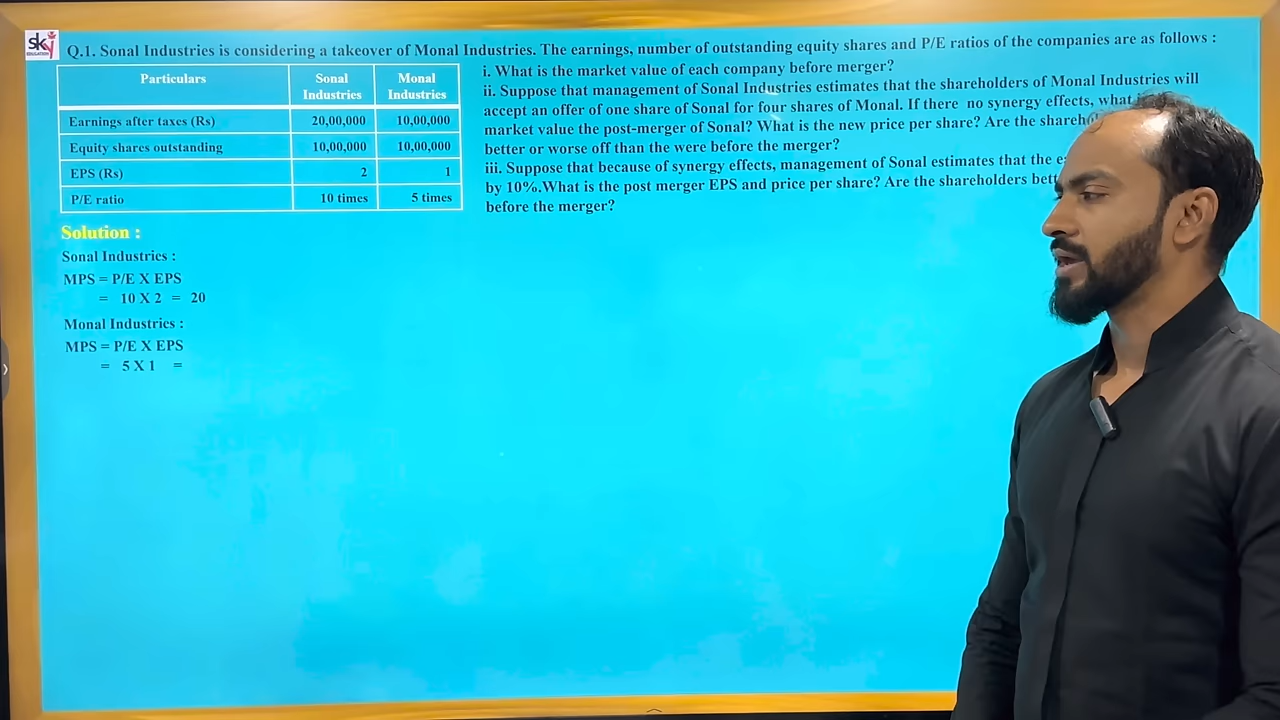 sky
EDUCATION
Q.1. Sonal Industries is considering a takeover of Monal Industries. The earnings, number of outstanding equity shares and P/E ratios of the companies are as follows :
Particulars Sonal Industries Monal Industries
Earnings after taxes (Rs) 20,00,000 10,00,000
Equity shares outstanding 10,00,000 10,00,000
EPS (Rs) 2 1
P/E ratio 10 times 5 times
i. What is the market value of each company before merger?
ii. Suppose that management of Sonal Industries estimates that the shareholders of Monal Industries will
accept an offer of one share of Sonal for four shares of Monal. If there no synergy effects, what
market value the post-merger of Sonal? What is the new price per share? Are the
better or worse off than the were before the merger?
iii. Suppose that because of synergy effects, management of Sonal estimates that the
by 10%.What is the post merger EPS and price per share? Are the shareholders
before the merger?
Solution :
Sonal Industries :
MPS = P/E X EPS
= 10 X 2 = 20
Monal Industries :
MPS = P/E X EPS
= 5 X 1 =